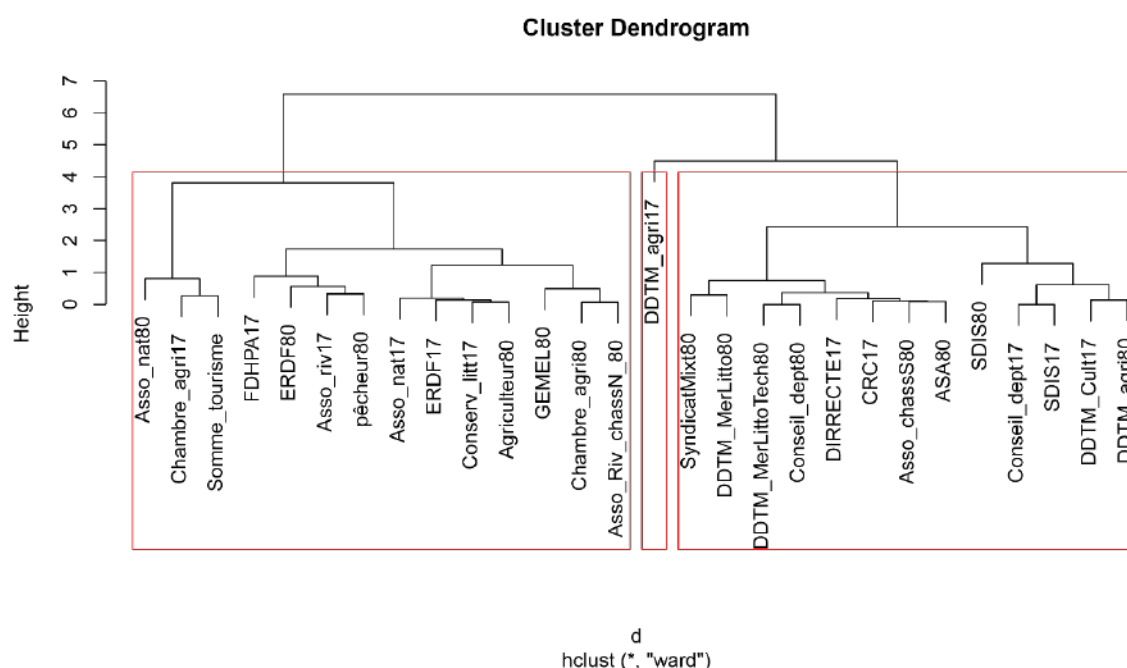 Cluster Dendrogram
Height
7
6
5
4
3
2
1
0
Asso_nat80
Chambre_agri17
Somme_tourisme
FDHPA17
ERDF80
Asso_riv17
pêcheur80
Asso_nat17
ERDF17
Conserv_litt17
Agriculteur80
GEMEL80
Chambre_agri80
Asso_Riv_chassN_80
DDTM_agri17
SyndicatMixt80
DDTM_MerLitto80
DDTM_MerLittoTech80
Conseil_dept80
DIRRECTE17
CRC17
Asso_chassS80
ASA80
SDIS80
Conseil_dept17
SDIS17
DDTM_Cult17
DDTM_agri80
d
hclust (*, "ward")